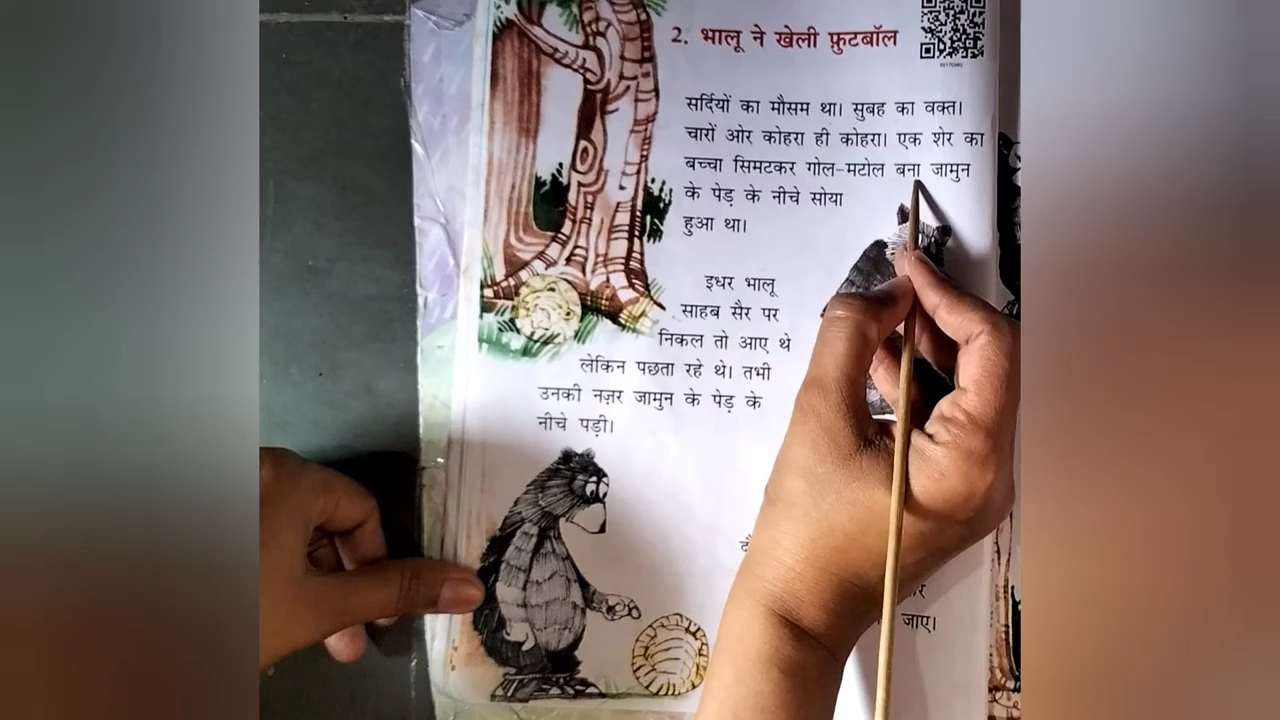 2. भालू ने खेली फ़ुटबॉल
सर्दियों का मौसम था। सुबह का वक्त।
चारों ओर कोहरा ही कोहरा। एक शेर का
बच्चा सिमटकर गोल-मटोल बना जामुन
के पेड़ के नीचे सोया
हुआ था।
इधर भालू
साहब सैर पर
निकल तो आए थे
लेकिन पछता रहे थे। तभी
उनकी नज़र जामुन के पेड़ के
नीचे पड़ी।
जाए।